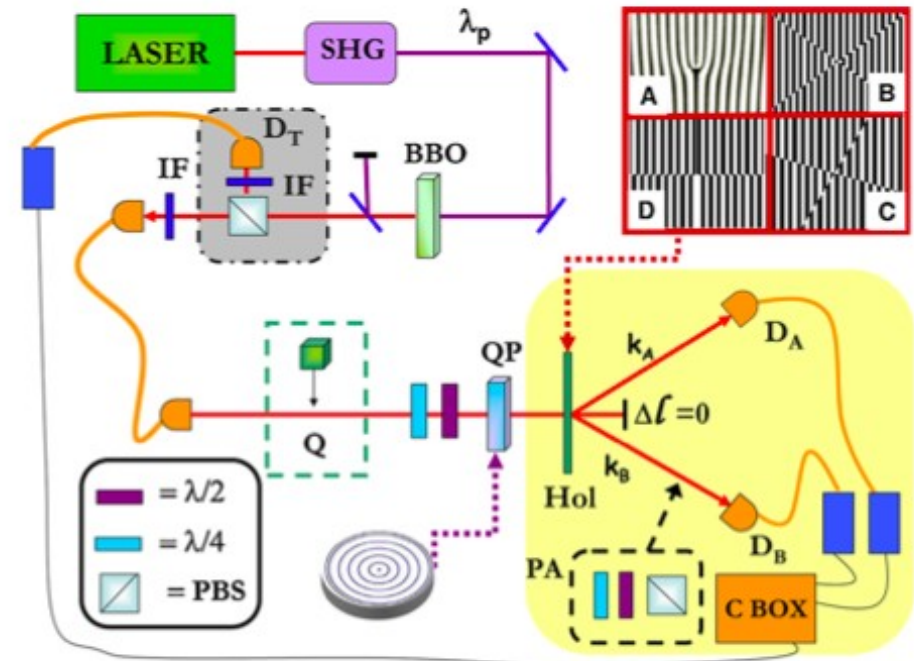 LASER
SHG
λp
DT
IF
IF
BBO
A
B
D
C
QP
Q
kA
DA
Δℓ=0
kB
Hol
DB
= λ/2
= λ/4
= PBS
PA
C BOX